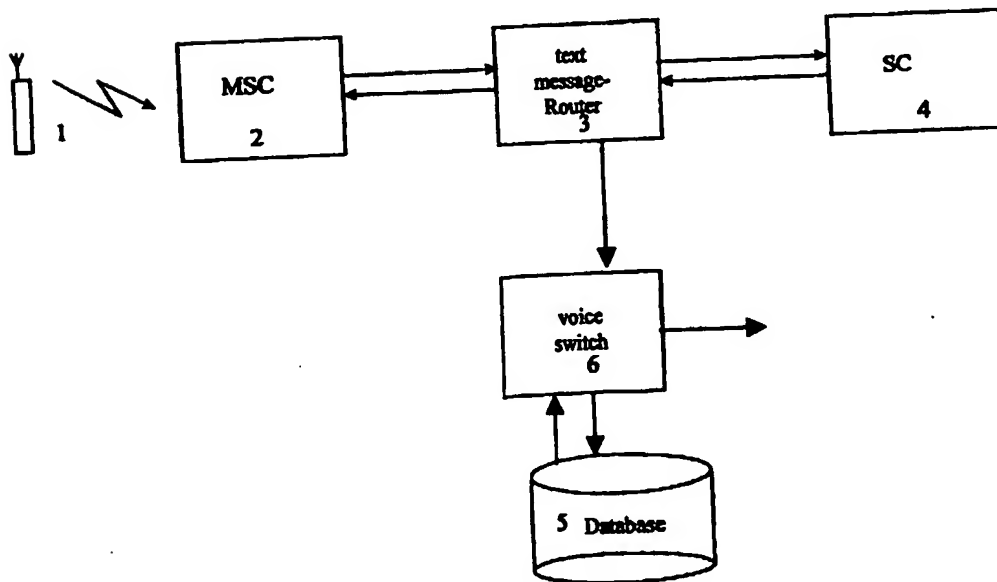 1
MSC
2
text
message-
Router
3
SC
4
voice
switch
6
5 Database